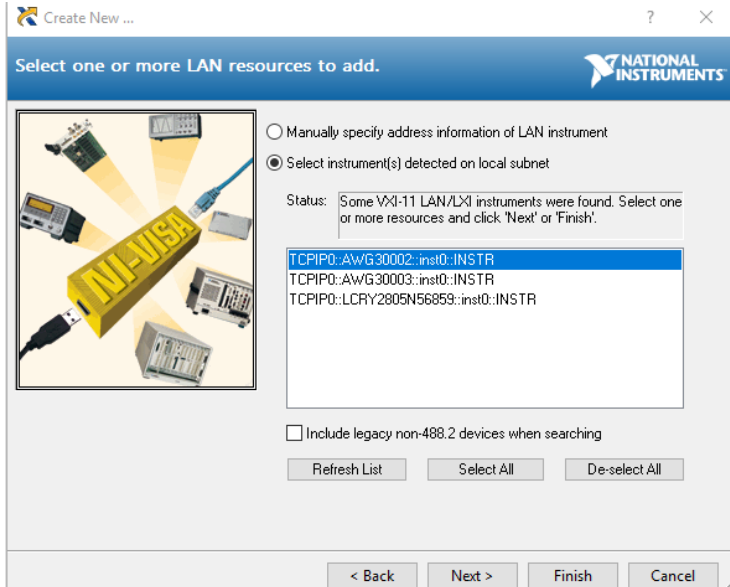 Create New ...
Select one or more LAN resources to add.
NATIONAL
INSTRUMENTS
Manually specify address information of LAN instrument
Select instrument(s) detected on local subnet
Status:
Some VXI-11 LAN/LXI instruments were found. Select one
or more resources and click 'Next' or 'Finish'.
NI-VISA
TCPIP0::AWG30002::inst0::INSTR
TCPIP0::AWG30003::inst0::INSTR
TCPIP0::LCRY2805N56859::inst0::INSTR
Include legacy non-488.2 devices when searching
Refresh List
Select All
De-select All
< Back
Next >
Finish
Cancel